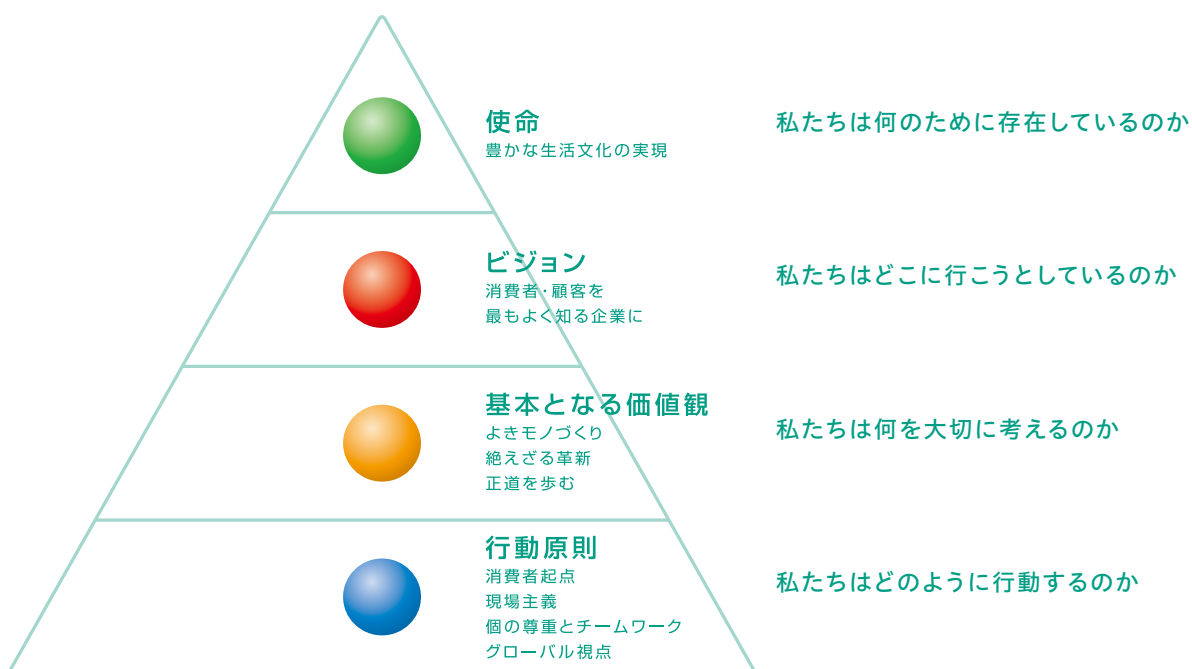 使命
豊かな生活文化の実現
私たちは何のために存在しているのか
ビジョン
消費者・顧客を
最もよく知る企業に
私たちはどこに行こうとしているのか
基本となる価値観
よきモノづくり
絶えざる革新
正道を歩む
私たちは何を大切に考えるのか
行動原則
消費者起点
現場主義
個の尊重とチームワーク
グローバル視点
私たちはどのように行動するのか